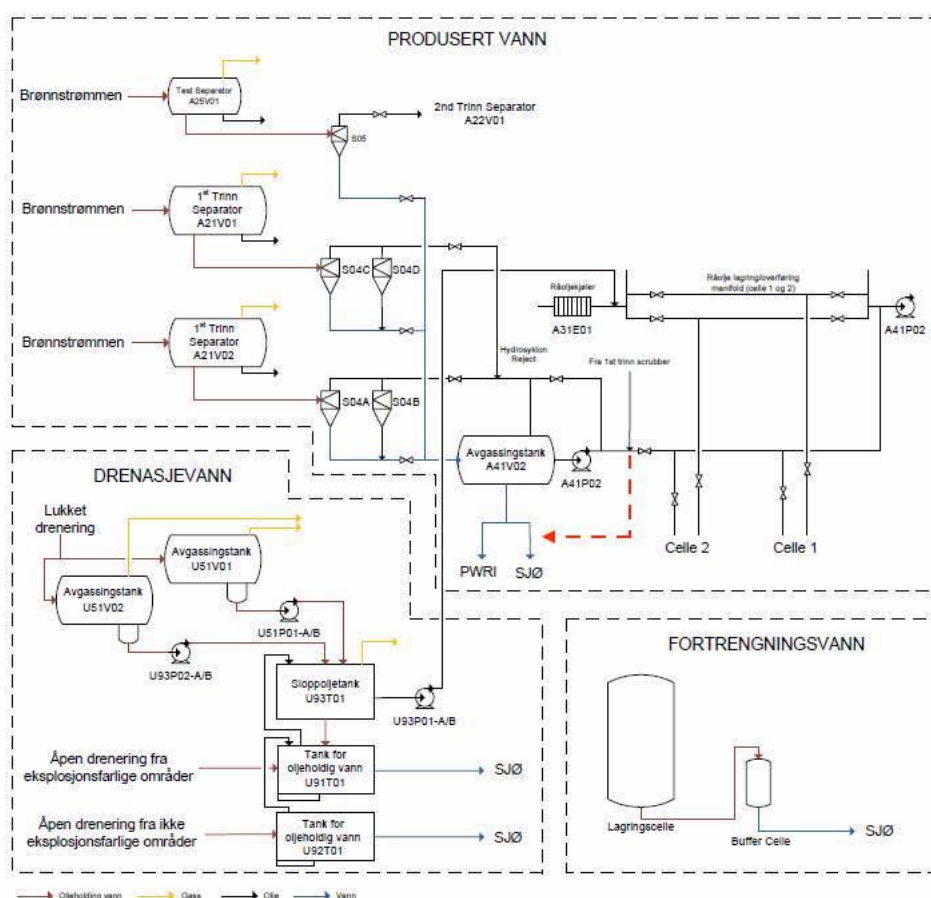 PRODUSERT VANN
Brønnstrømmen
Test Separator
A25V01
2nd Trinn Separator
A22V01
S05
Brønnstrømmen
1st Trinn
Separator
A21V01
S04C
S04D
Råolje lagring/overføring
manifold (celle 1 og 2)
Råoljekjøler
A31E01
A41P02
Brønnstrømmen
1st Trinn
Separator
A21V02
Hydrosyklon
Reject
Fra 1st trinn scrubber
S04A
S04B
Avgassingstank
A41V02
A41P02
Celle 2
Celle 1
PWRI
SJØ
DRENASJEVANN
Lukket
drenering
Avgassingstank
U51V01
Avgassingstank
U51V02
U51P01-A/B
U93P02-A/B
Sloppoljetank
U93T01
U93P01-A/B
Åpen drenering fra
eksplosjonsfarlige områder
Tank for
oljeholdig vann
U91T01
SJØ
Åpen drenering fra ikke
eksplosjonsfarlige områder
Tank for
oljeholdig vann
U92T01
SJØ
FORTRENGNINGSVANN
Lagringscelle
Buffer Celle
SJØ
Oljeholding vann
Gass
Olje
Vann